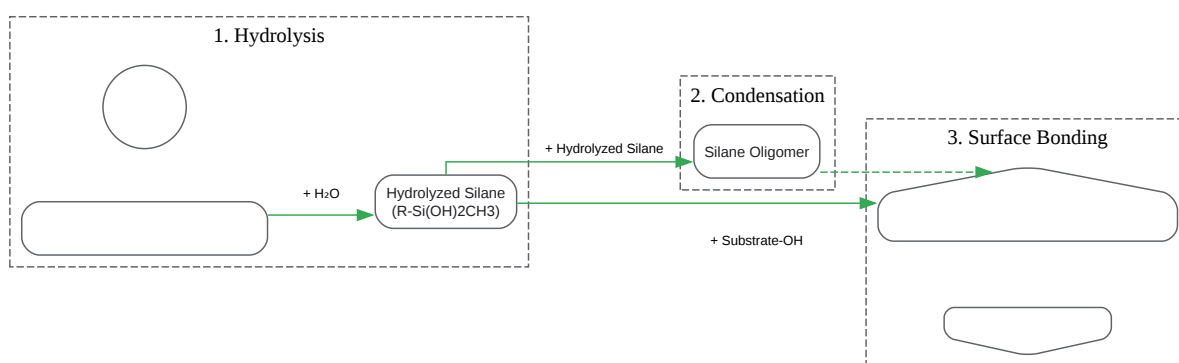 1. Hydrolysis
+ H₂O
Hydrolyzed Silane
(R-Si(OH)2CH3)
+ Hydrolyzed Silane
2. Condensation
Silane Oligomer
+ Substrate-OH
3. Surface Bonding